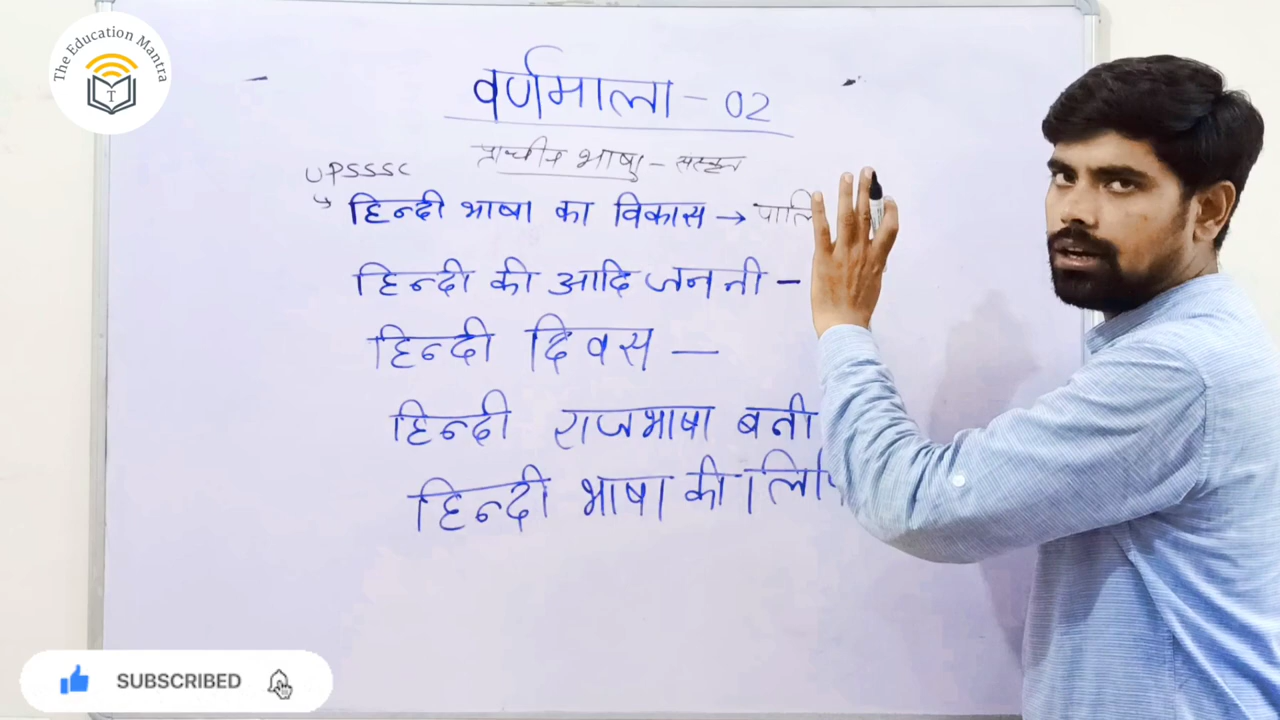 The Education Mantra
T
वर्णमाला - 02
प्राचीन भाषा - संस्कृत
UPSSSC
हिन्दी भाषा का विकास → पालि
हिन्दी की आदि जननी -
हिन्दी दिवस —
हिन्दी राजभाषा बनी
हिन्दी भाषा की लिपि
SUBSCRIBED